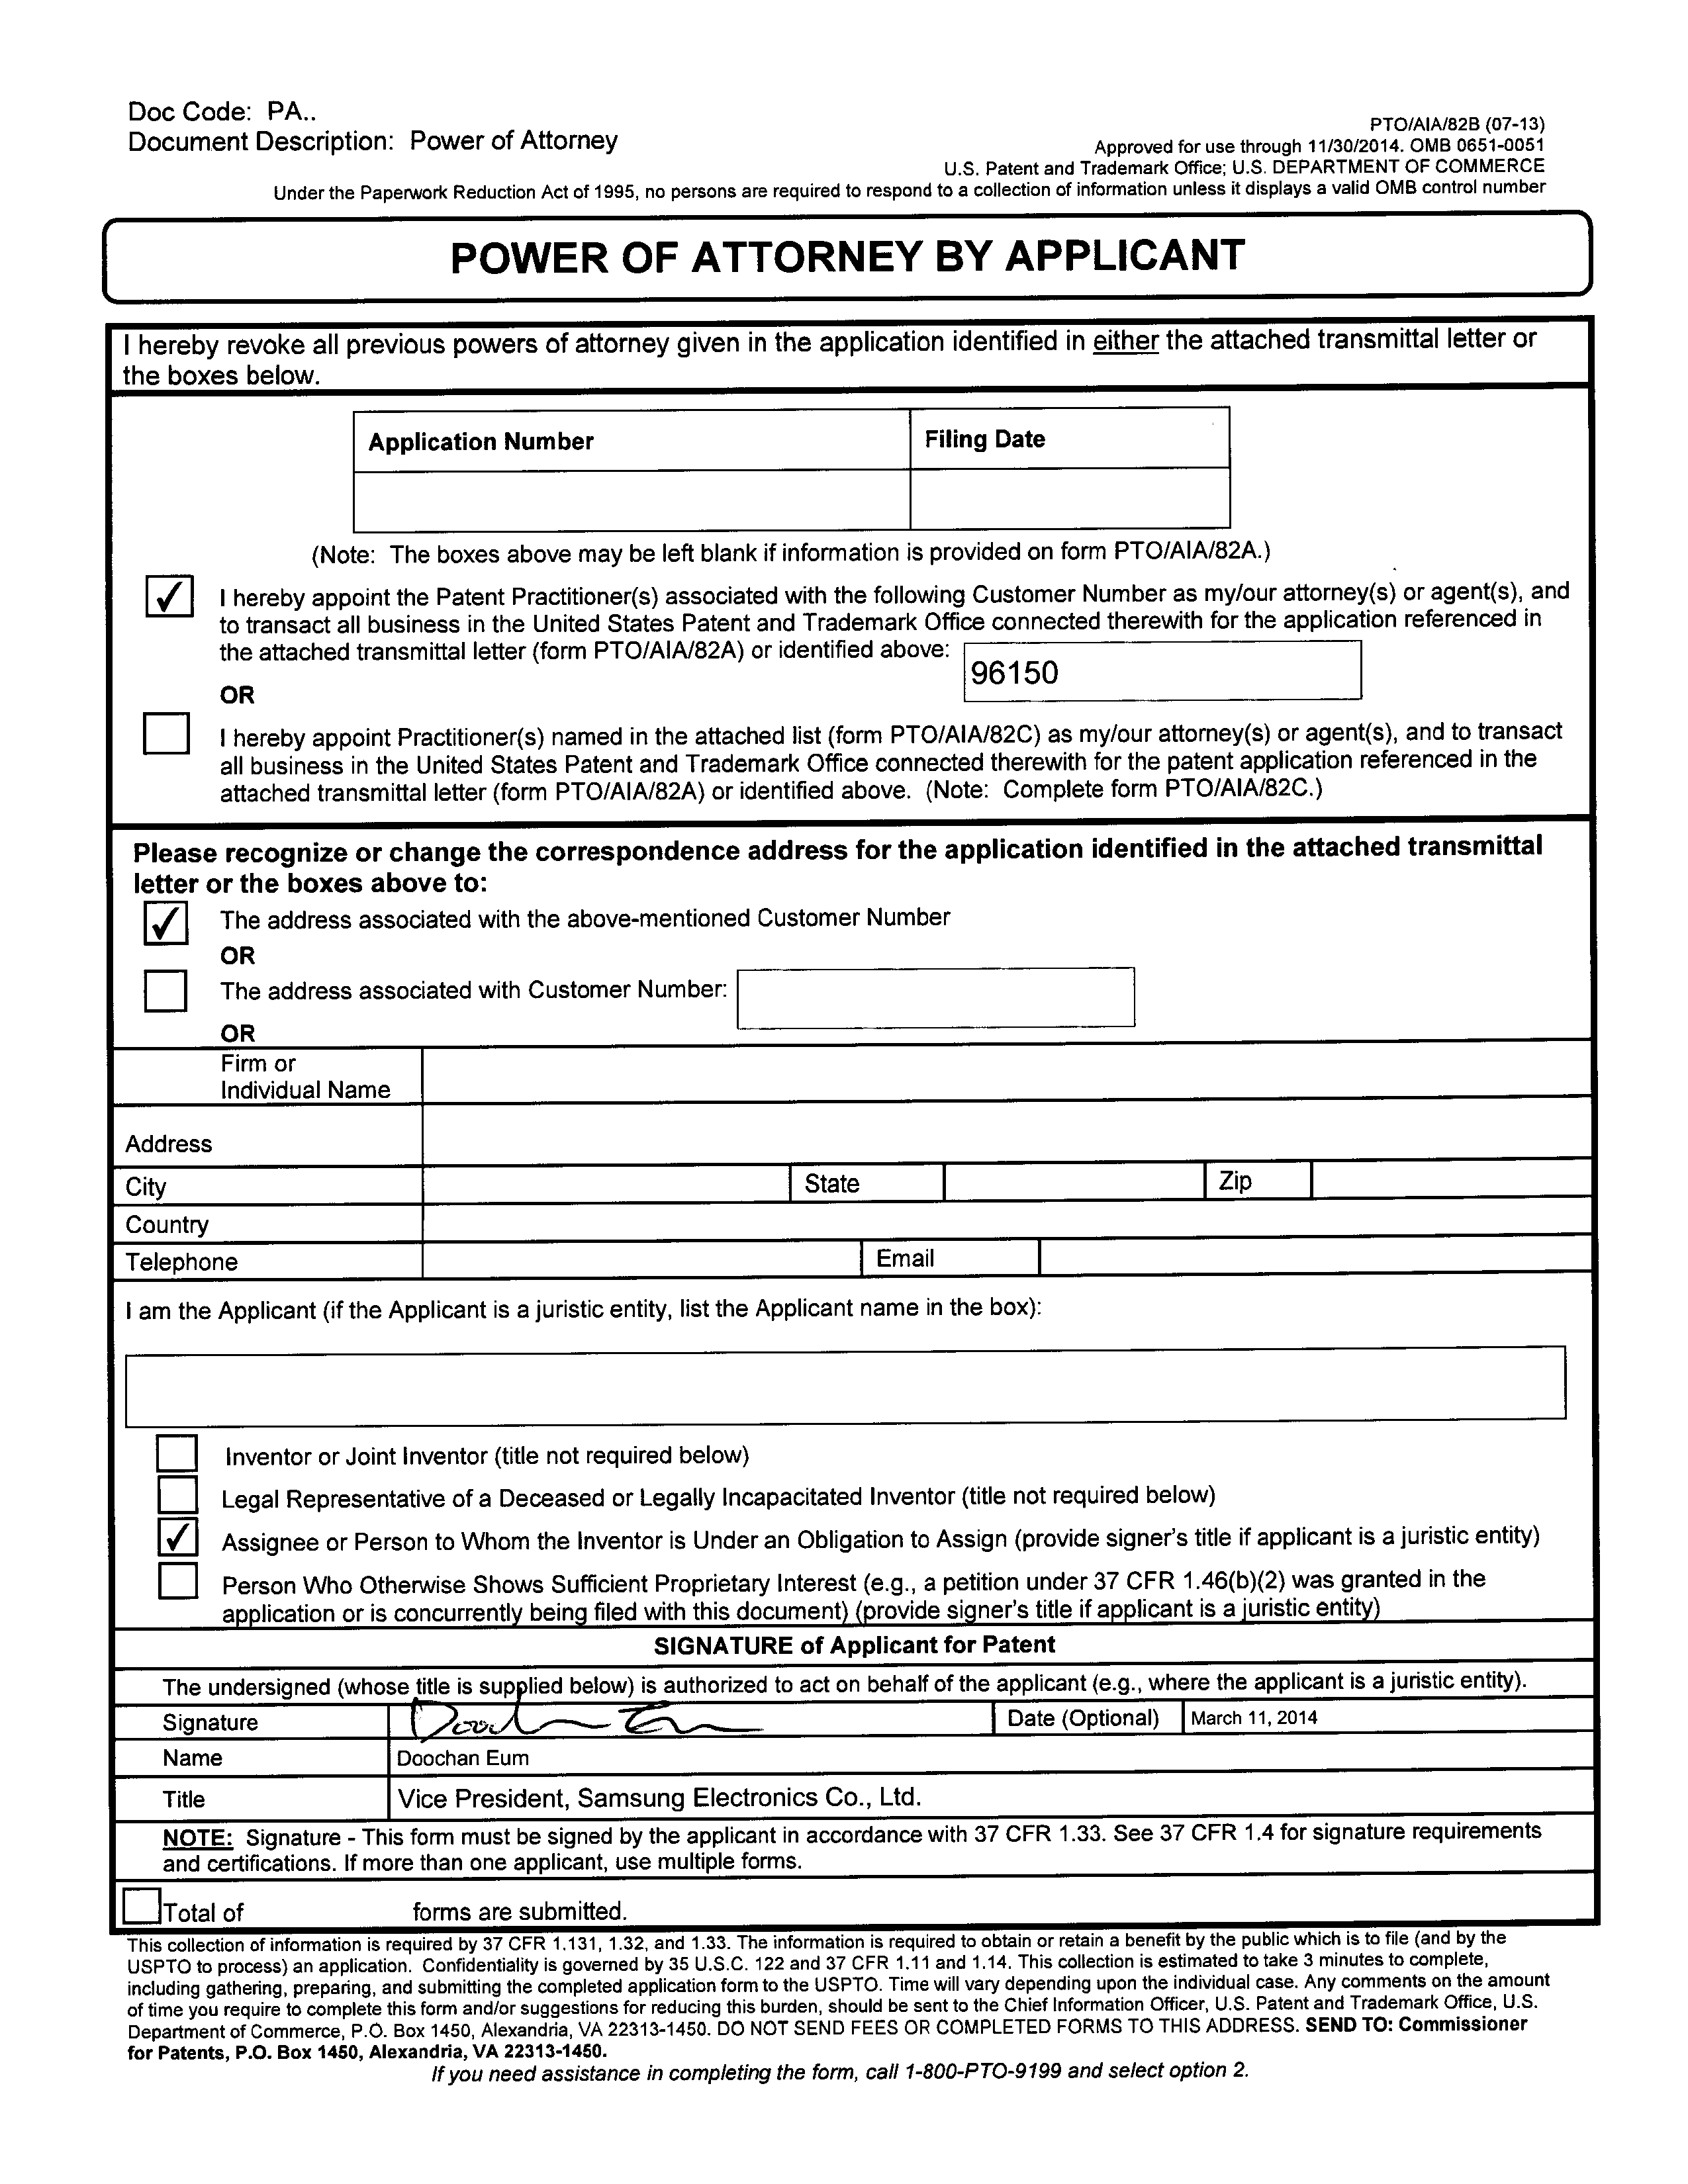 Doc Code: PA..
Document Description: Power of Attorney
PTO/AIA/82B (07-13)
Approved for use through 11/30/2014. OMB 0651-0051
U.S. Patent and Trademark Office; U.S. DEPARTMENT OF COMMERCE
Under the Paperwork Reduction Act of 1995, no persons are required to respond to a collection of information unless it displays a valid OMB control number
POWER OF ATTORNEY BY APPLICANT
I hereby revoke all previous powers of attorney given in the application identified in either the attached transmittal letter or
the boxes below.
Application Number Filing Date
(Note: The boxes above may be left blank if information is provided on form PTO/AIA/82A.)
✓ I hereby appoint the Patent Practitioner(s) associated with the following Customer Number as my/our attorney(s) or agent(s), and
to transact all business in the United States Patent and Trademark Office connected therewith for the application referenced in
the attached transmittal letter (form PTO/AIA/82A) or identified above: 96150
OR
I hereby appoint Practitioner(s) named in the attached list (form PTO/AIA/82C) as my/our attorney(s) or agent(s), and to transact
all business in the United States Patent and Trademark Office connected therewith for the patent application referenced in the
attached transmittal letter (form PTO/AIA/82A) or identified above. (Note: Complete form PTO/AIA/82C.)
Please recognize or change the correspondence address for the application identified in the attached transmittal
letter or the boxes above to:
✓ The address associated with the above-mentioned Customer Number
OR
The address associated with Customer Number:
OR
Firm or
Individual Name
Address
City State Zip
Country
Telephone Email
I am the Applicant (if the Applicant is a juristic entity, list the Applicant name in the box):
Inventor or Joint Inventor (title not required below)
Legal Representative of a Deceased or Legally Incapacitated Inventor (title not required below)
✓ Assignee or Person to Whom the Inventor is Under an Obligation to Assign (provide signer's title if applicant is a juristic entity)
Person Who Otherwise Shows Sufficient Proprietary Interest (e.g., a petition under 37 CFR 1.46(b)(2) was granted in the
application or is concurrently being filed with this document) (provide signer's title if applicant is a juristic entity)
SIGNATURE of Applicant for Patent
The undersigned (whose title is supplied below) is authorized to act on behalf of the applicant (e.g., where the applicant is a juristic entity).
Signature Date (Optional) March 11, 2014
Name Doochan Eum
Title Vice President, Samsung Electronics Co., Ltd.
NOTE: Signature - This form must be signed by the applicant in accordance with 37 CFR 1.33. See 37 CFR 1.4 for signature requirements
and certifications. If more than one applicant, use multiple forms.
Total of forms are submitted.
This collection of information is required by 37 CFR 1.131, 1.32, and 1.33. The information is required to obtain or retain a benefit by the public which is to file (and by the
USPTO to process) an application. Confidentiality is governed by 35 U.S.C. 122 and 37 CFR 1.11 and 1.14. This collection is estimated to take 3 minutes to complete,
including gathering, preparing, and submitting the completed application form to the USPTO. Time will vary depending upon the individual case. Any comments on the amount
of time you require to complete this form and/or suggestions for reducing this burden, should be sent to the Chief Information Officer, U.S. Patent and Trademark Office, U.S.
Department of Commerce, P.O. Box 1450, Alexandria, VA 22313-1450. DO NOT SEND FEES OR COMPLETED FORMS TO THIS ADDRESS. SEND TO: Commissioner
for Patents, P.O. Box 1450, Alexandria, VA 22313-1450.
If you need assistance in completing the form, call 1-800-PTO-9199 and select option 2.